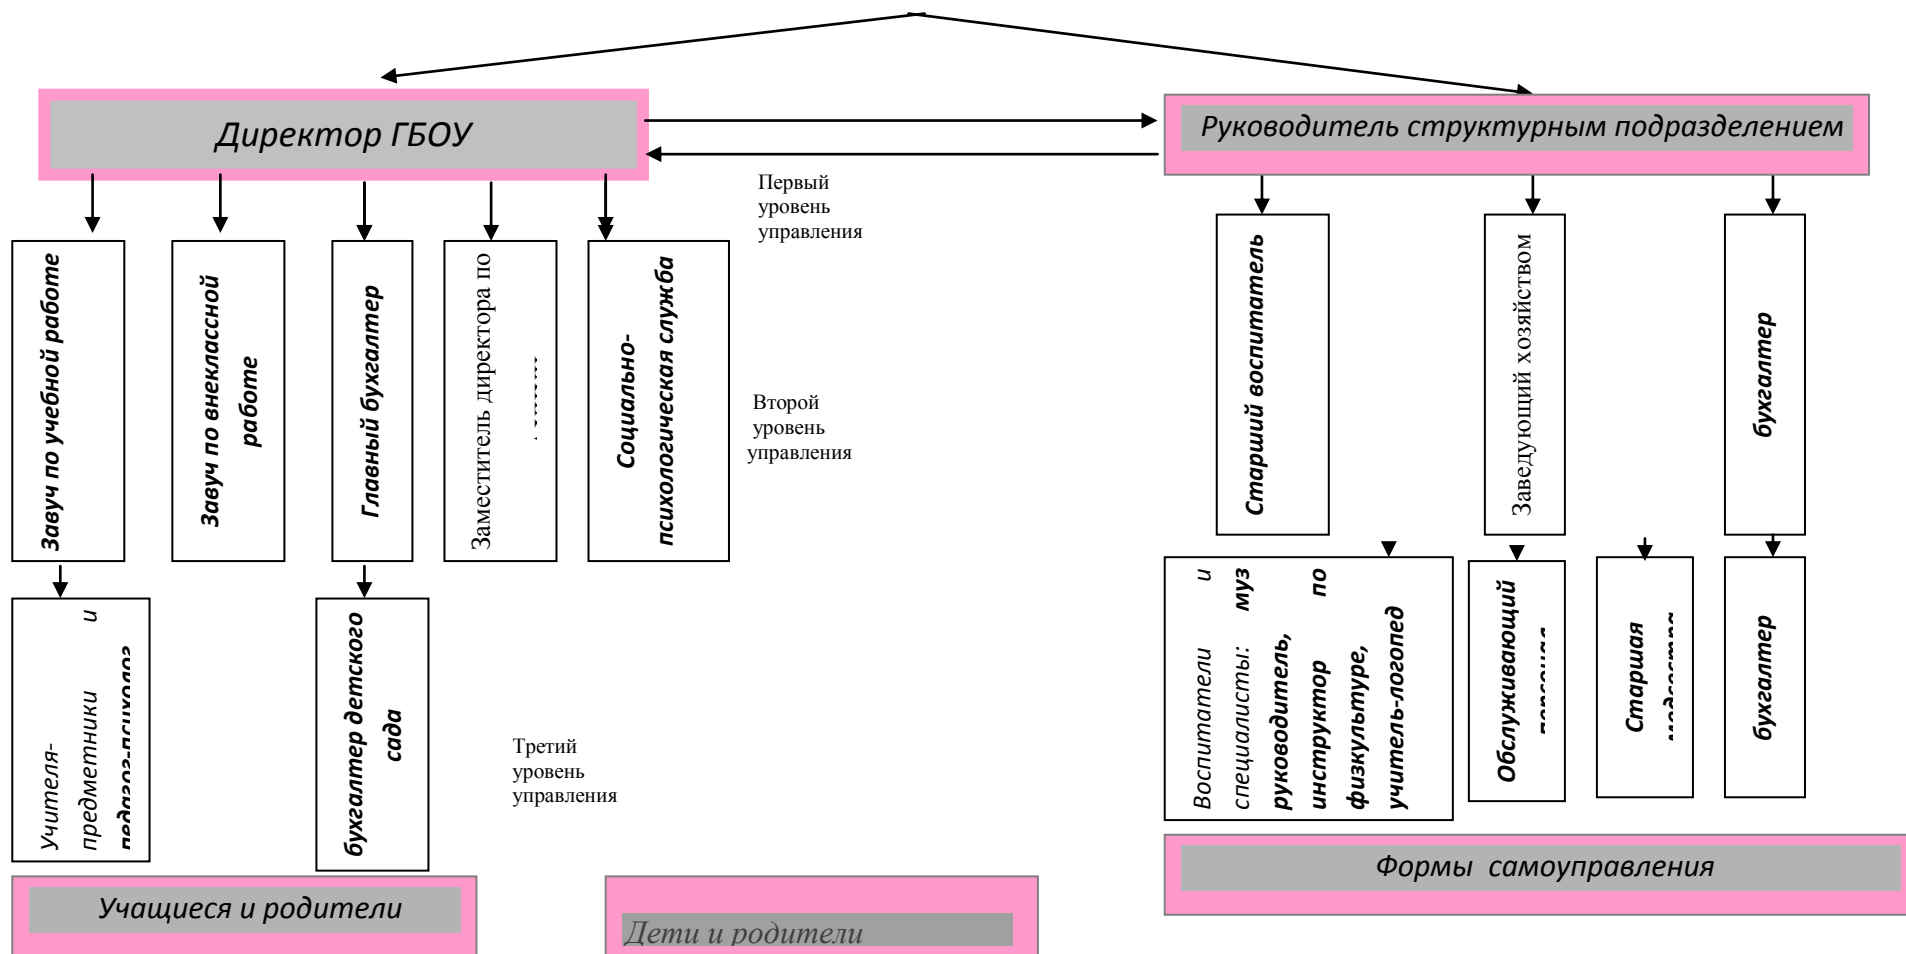 Директор ГБОУ
Руководитель структурным подразделением
Первый
уровень
управления
Завуч по учебной работе
Завуч по внеклассной
работе
Главный бухгалтер
Заместитель директора по
Социально-
психологическая служба
Второй
уровень
управления
Старший воспитатель
Заведующий хозяйством
бухгалтер
Учителя-
предметники и
педагог-психолог
бухгалтер детского
сада
Третий
уровень
управления
Воспитатели и
специалисты: муз
руководитель,
инструктор по
физкультуре,
учитель-логопед
Обслуживающий
Старшая
медсестра
бухгалтер
Формы самоуправления
Учащиеся и родители
Дети и родители